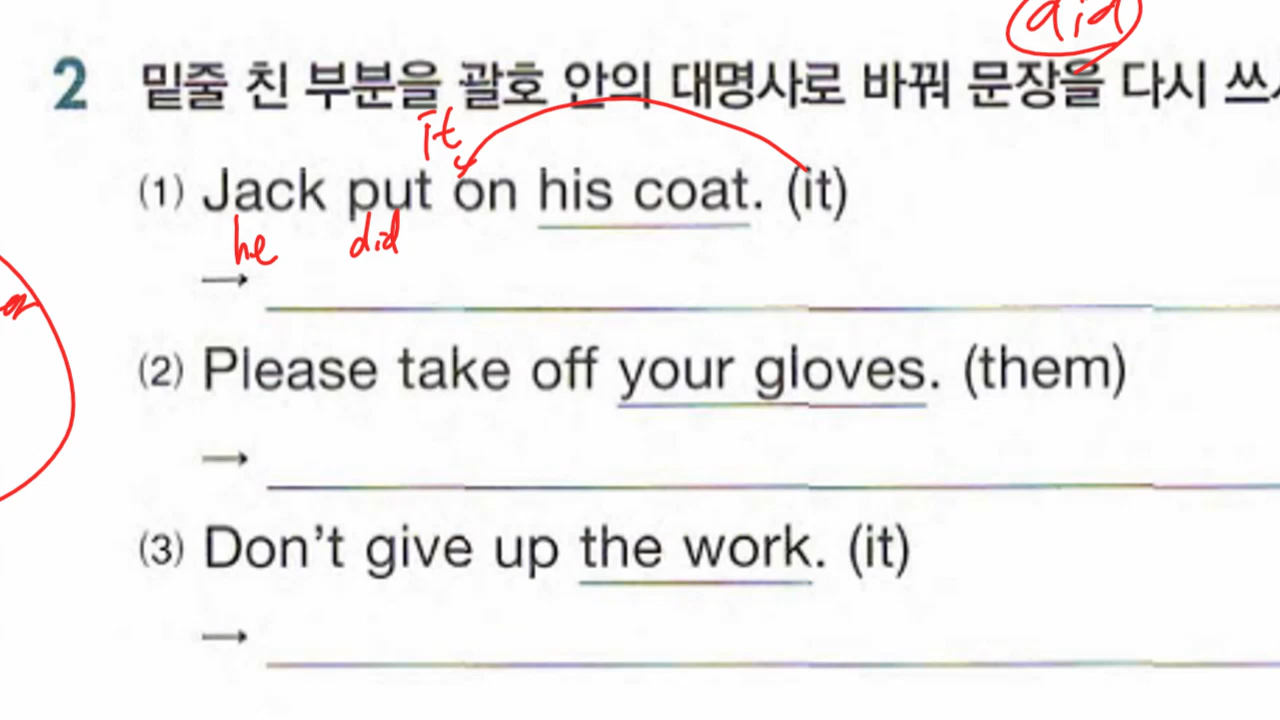 did
2 밑줄 친 부분을 괄호 안의 대명사로 바꿔 문장을 다시 쓰
it
(1) Jack put on his coat. (it)
he did
→
(2) Please take off your gloves. (them)
→
(3) Don't give up the work. (it)
→